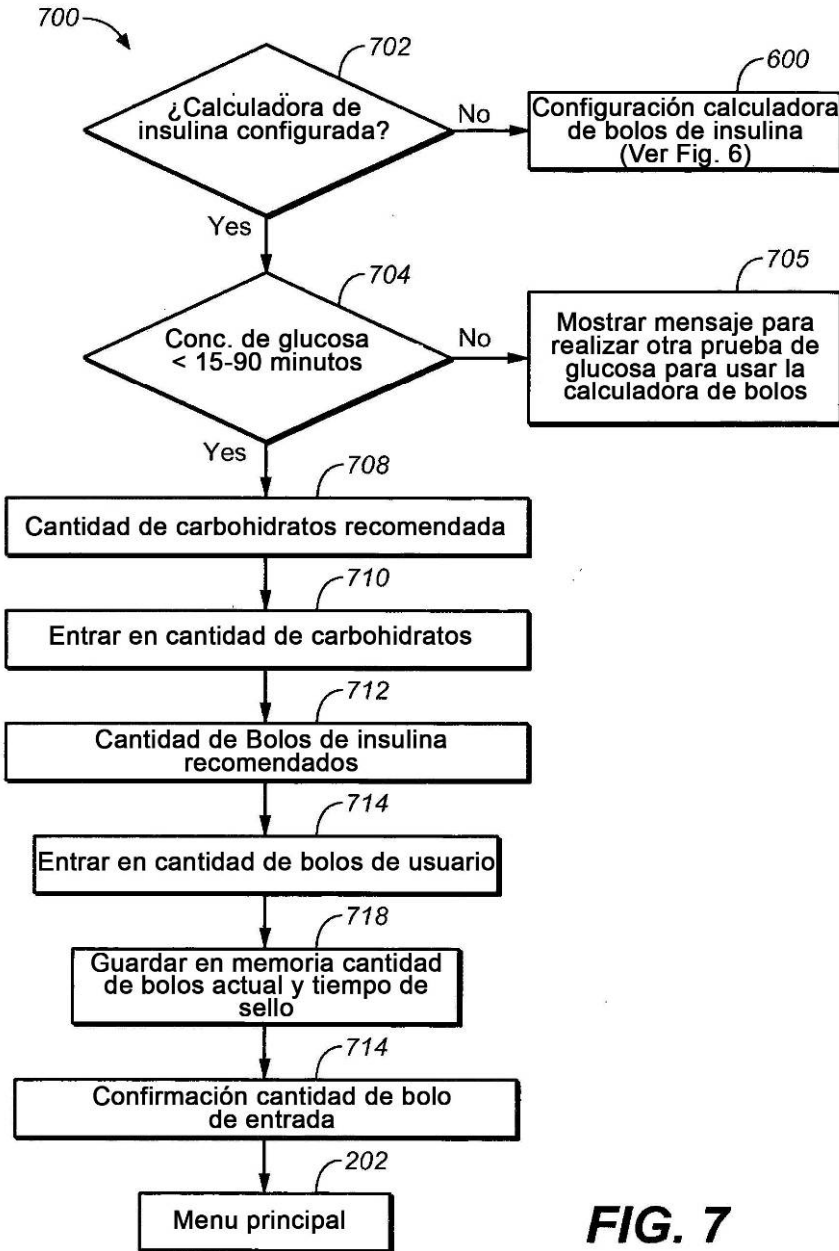 700
702
¿Calculadora de
insulina configurada?
No
600
Configuración calculadora
de bolos de insulina
(Ver Fig. 6)
Yes
704
Conc. de glucosa
< 15-90 minutos
No
705
Mostrar mensaje para
realizar otra prueba de
glucosa para usar la
calculadora de bolos
Yes
708
Cantidad de carbohidratos recomendada
710
Entrar en cantidad de carbohidratos
712
Cantidad de Bolos de insulina
recomendados
714
Entrar en cantidad de bolos de usuario
718
Guardar en memoria cantidad
de bolos actual y tiempo de
sello
714
Confirmación cantidad de bolo
de entrada
202
Menu principal
FIG. 7